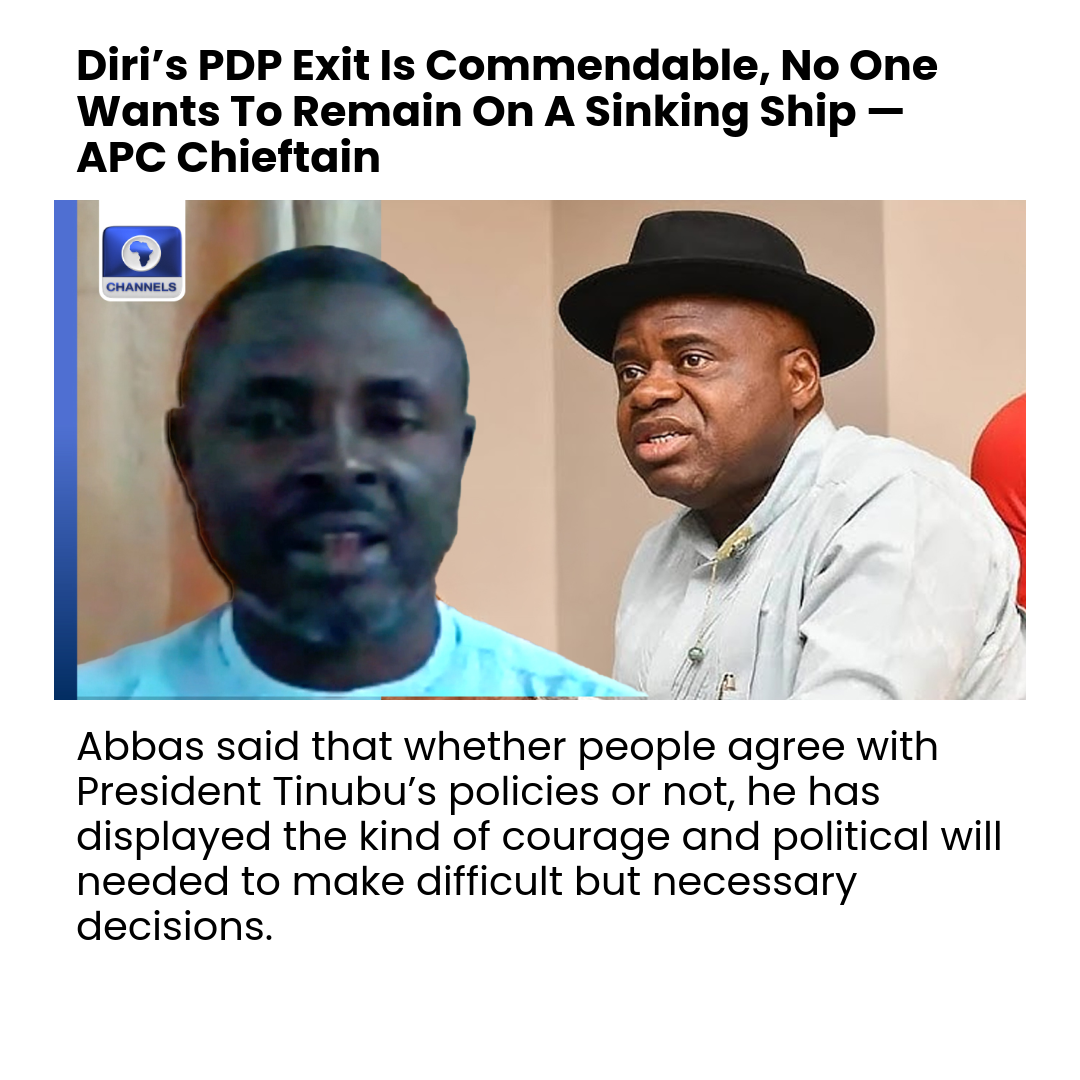 Diri’s PDP Exit Is Commendable, No One
Wants To Remain On A Sinking Ship —
APC Chieftain
CHANNELS
Abbas said that whether people agree with
President Tinubu’s policies or not, he has
displayed the kind of courage and political will
needed to make difficult but necessary
decisions.